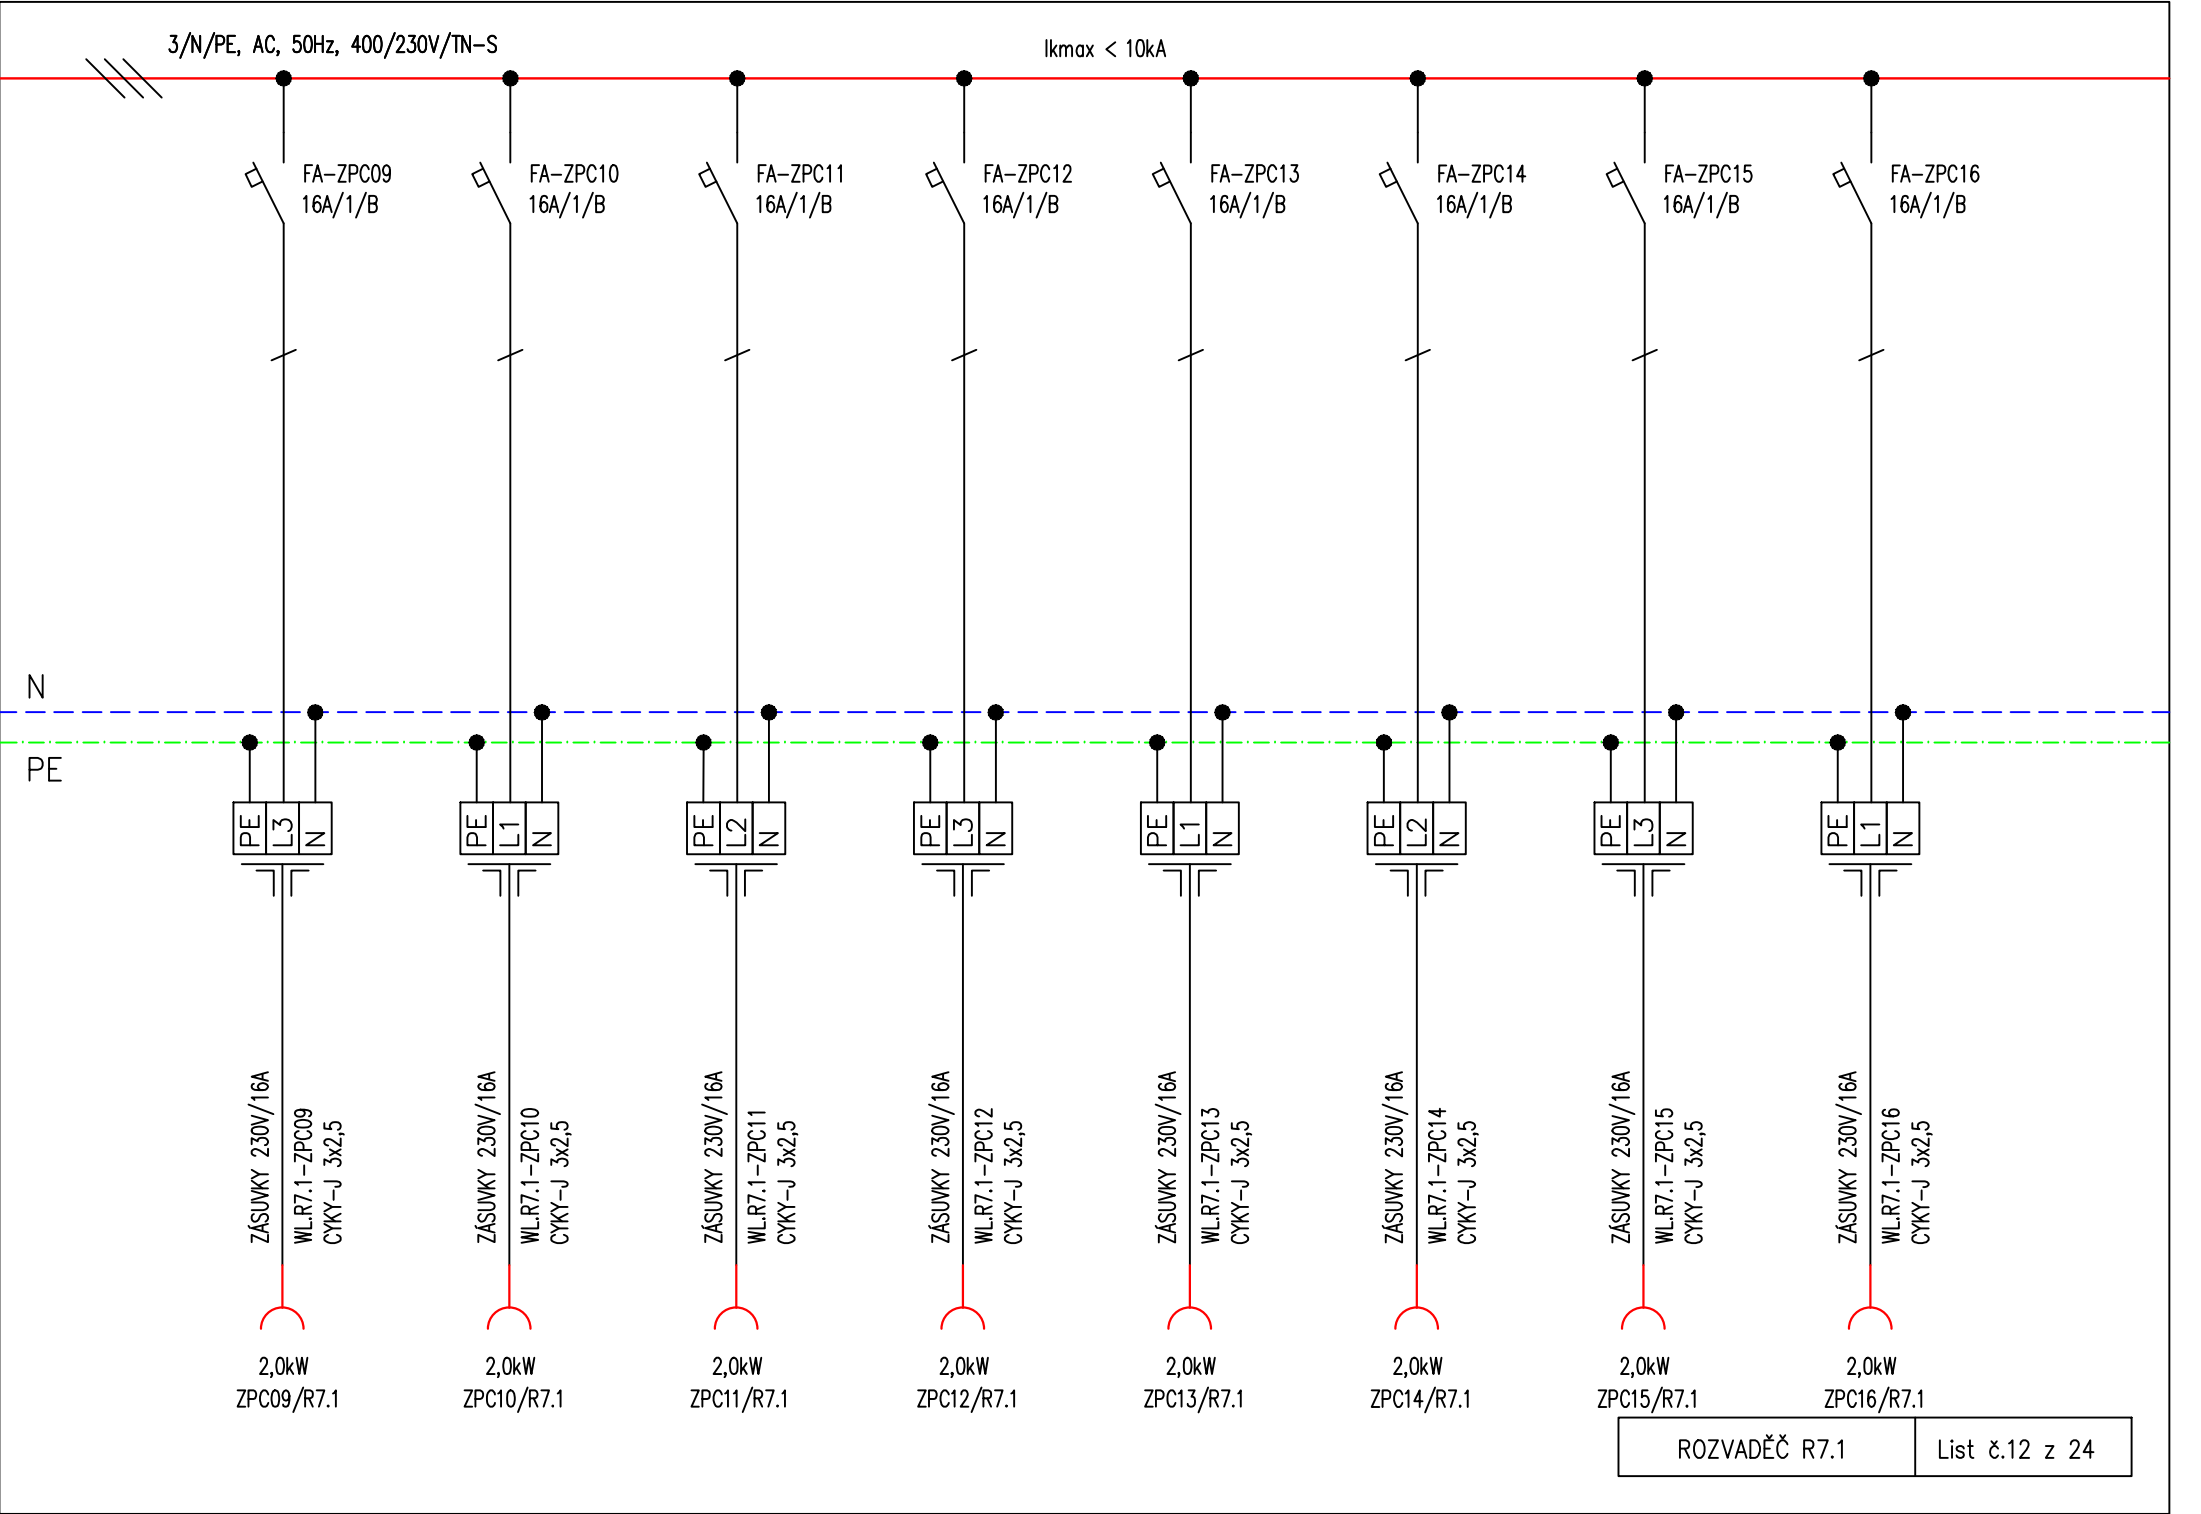 3/N/PE, AC, 50Hz, 400/230V/TN-S
Ikmax < 10kA
FA-ZPC09
16A/1/B
FA-ZPC10
16A/1/B
FA-ZPC11
16A/1/B
FA-ZPC12
16A/1/B
FA-ZPC13
16A/1/B
FA-ZPC14
16A/1/B
FA-ZPC15
16A/1/B
FA-ZPC16
16A/1/B
N
PE
PE L3 N
PE L1 N
PE L2 N
PE L3 N
PE L1 N
PE L2 N
PE L3 N
PE L1 N
ZÁSUVKY 230V/16A
WL.R7.1-ZPC09
CYKY-J 3x2,5
ZÁSUVKY 230V/16A
WL.R7.1-ZPC10
CYKY-J 3x2,5
ZÁSUVKY 230V/16A
WL.R7.1-ZPC11
CYKY-J 3x2,5
ZÁSUVKY 230V/16A
WL.R7.1-ZPC12
CYKY-J 3x2,5
ZÁSUVKY 230V/16A
WL.R7.1-ZPC13
CYKY-J 3x2,5
ZÁSUVKY 230V/16A
WL.R7.1-ZPC14
CYKY-J 3x2,5
ZÁSUVKY 230V/16A
WL.R7.1-ZPC15
CYKY-J 3x2,5
ZÁSUVKY 230V/16A
WL.R7.1-ZPC16
CYKY-J 3x2,5
2,0kW
ZPC09/R7.1
2,0kW
ZPC10/R7.1
2,0kW
ZPC11/R7.1
2,0kW
ZPC12/R7.1
2,0kW
ZPC13/R7.1
2,0kW
ZPC14/R7.1
2,0kW
ZPC15/R7.1
2,0kW
ZPC16/R7.1
ROZVADĚČ R7.1
List č.12 z 24